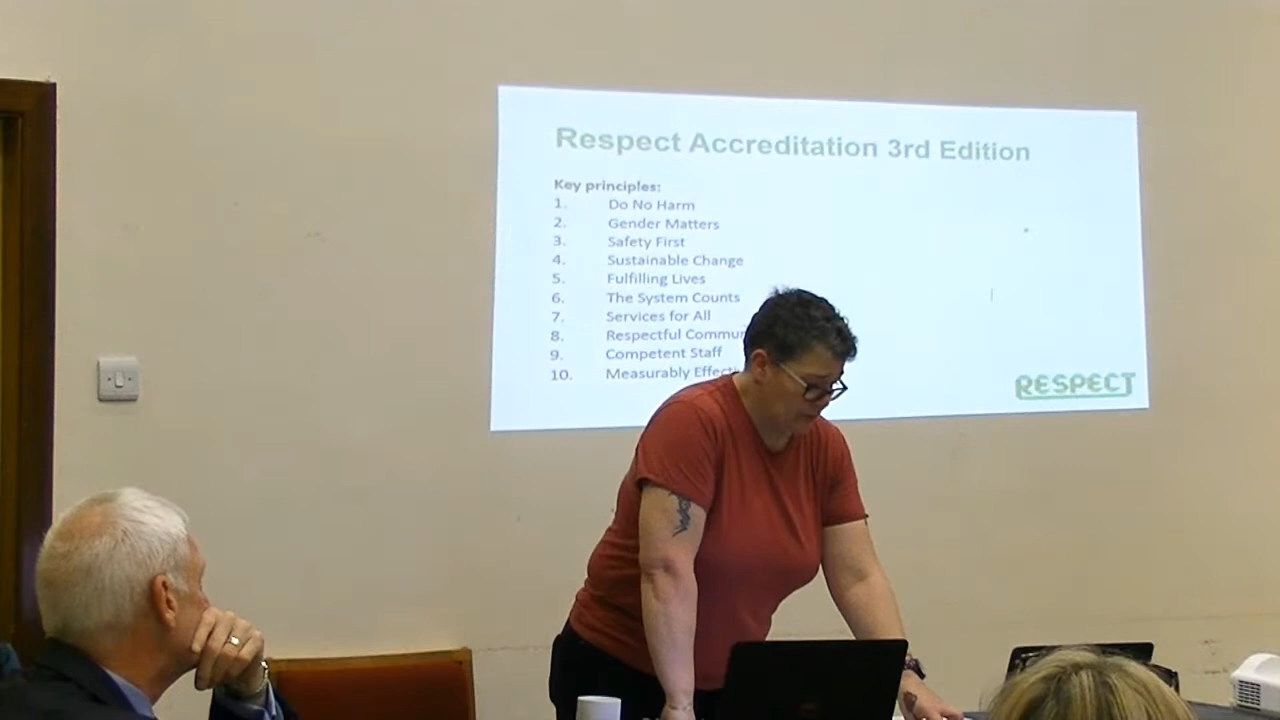 Respect Accreditation 3rd Edition
Key principles:
1. Do No Harm
2. Gender Matters
3. Safety First
4. Sustainable Change
5. Fulfilling Lives
6. The System Counts
7. Services for All
8. Respectful
9. Competent Staff
10. Measurably
RESPECT